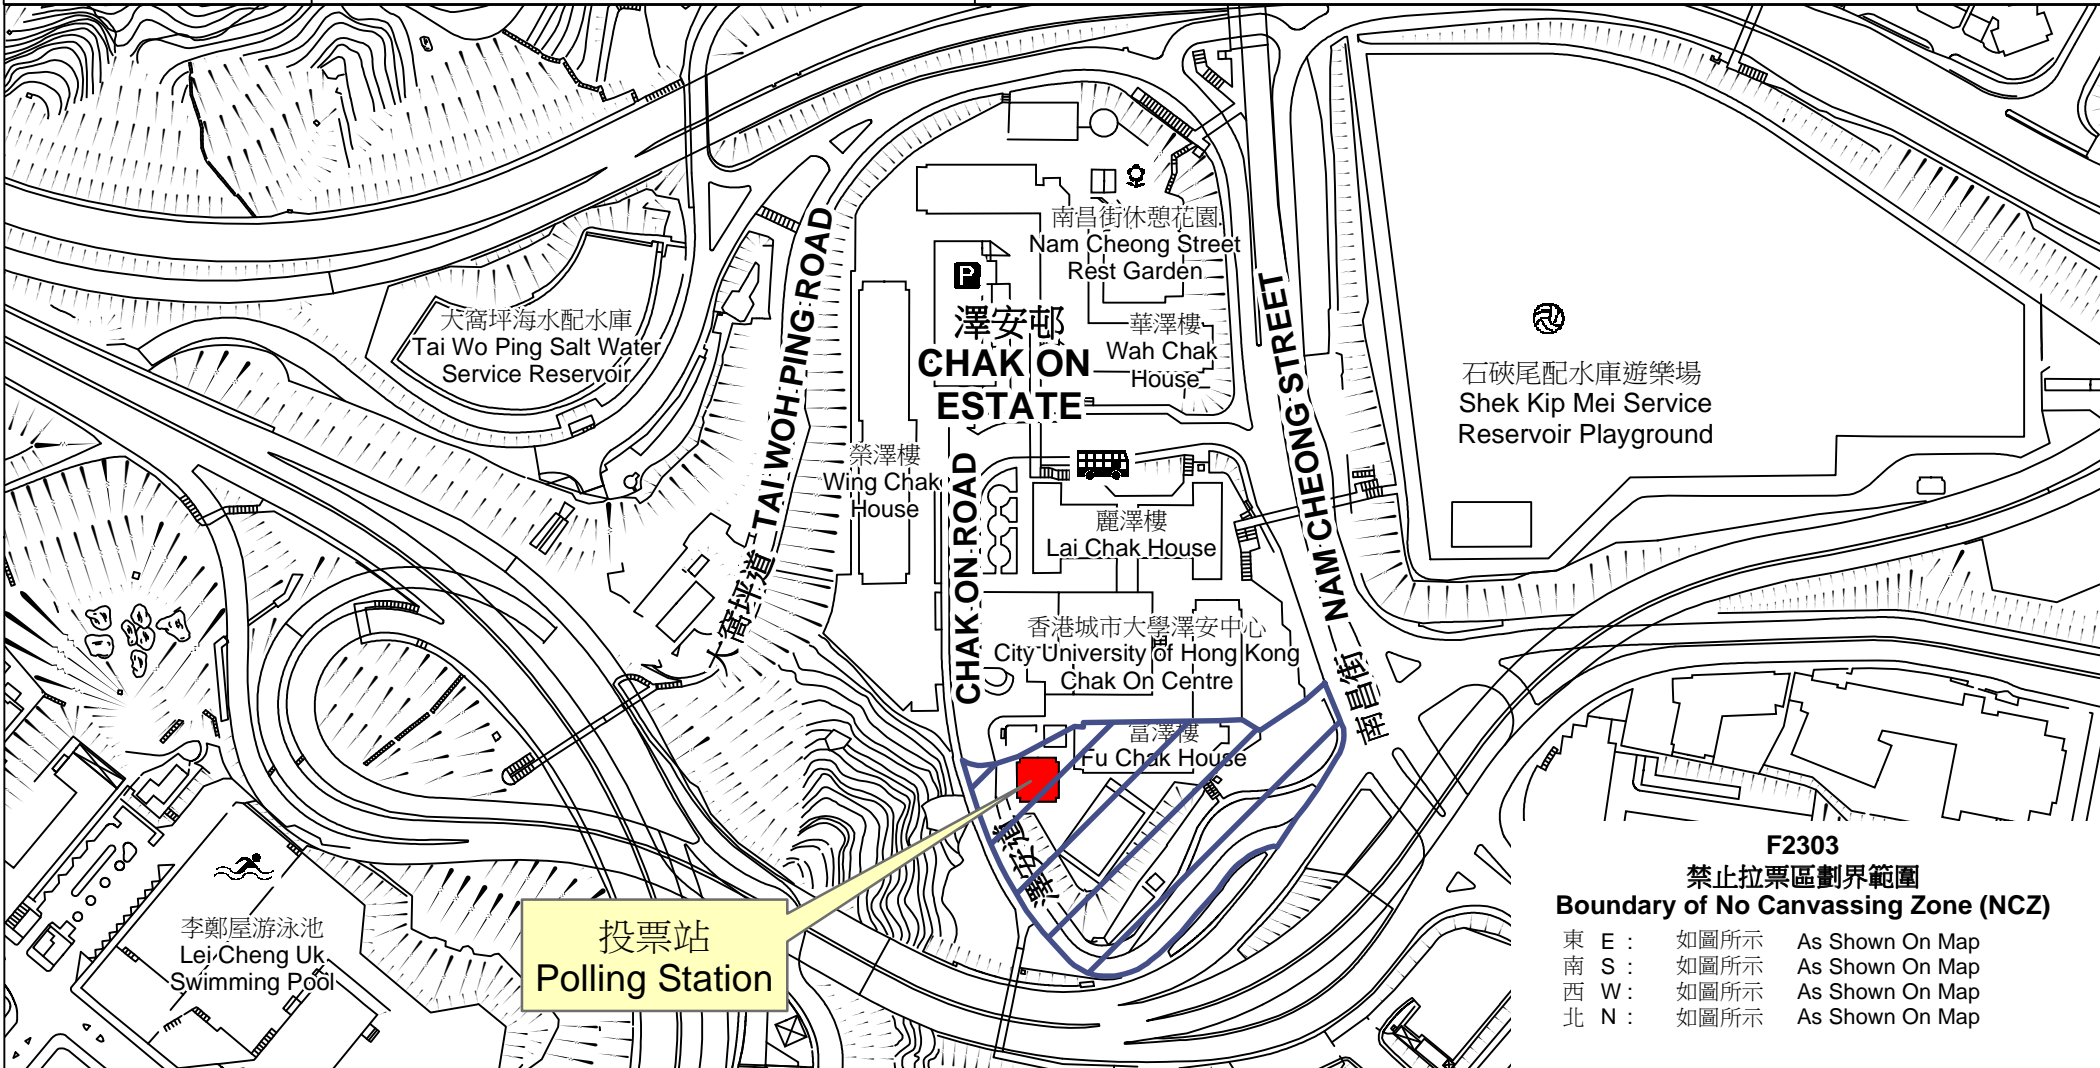 南昌街休憩花園
Nam Cheong Street
Rest Garden
P
大窩坪海水配水庫
Tai Wo Ping Salt Water
Service Reservoir
澤安邨
CHAK ON
ESTATE
華澤樓
Wah Chak
House
石硤尾配水庫遊樂場
Shek Kip Mei Service
Reservoir Playground
大窩坪道 TAI WOH PING ROAD
榮澤樓
Wing Chak
House
CHAK ON ROAD
麗澤樓
Lai Chak House
南昌街 NAM CHEONG STREET
香港城市大學澤安中心
City University of Hong Kong
Chak On Centre
富澤樓
Fu Chak House
澤安道
李鄭屋游泳池
Lei Cheng Uk
Swimming Pool
投票站
Polling Station
F2303
禁止拉票區劃界範圍
Boundary of No Canvassing Zone (NCZ)
東 E : 如圖所示 As Shown On Map
南 S : 如圖所示 As Shown On Map
西 W : 如圖所示 As Shown On Map
北 N : 如圖所示 As Shown On Map